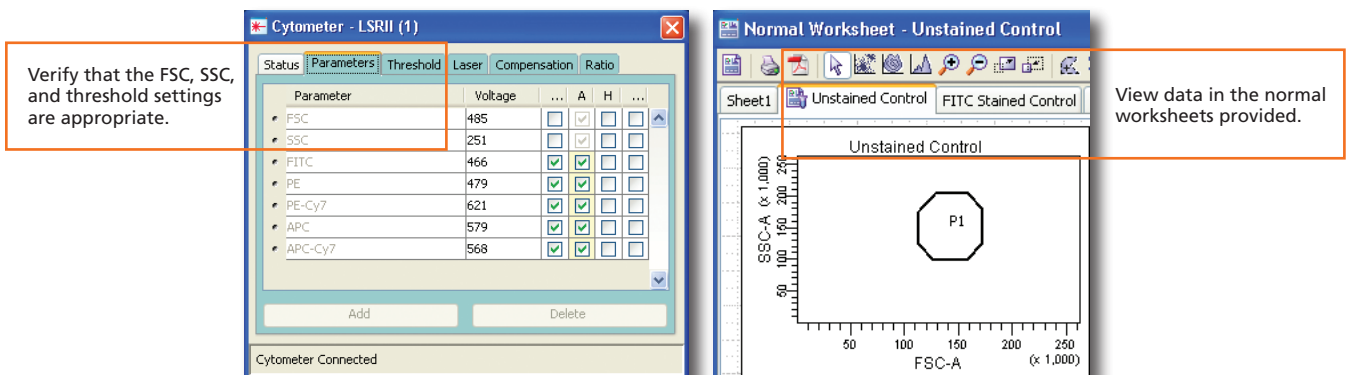 Verify that the FSC, SSC,
and threshold settings
are appropriate.
Cytometer - LSRII (1)
Status Parameters Threshold Laser Compensation Ratio
Parameter Voltage ... A H ...
FSC 485
SSC 251
FITC 466
PE 479
PE-Cy7 621
APC 579
APC-Cy7 568
Add Delete
Cytometer Connected
Normal Worksheet - Unstained Control
Sheet1 Unstained Control FITC Stained Control
Unstained Control
SSC-A (x 1,000)
250
200
150
100
50
P1
50 100 150 200 250
FSC-A (x 1,000)
View data in the normal
worksheets provided.